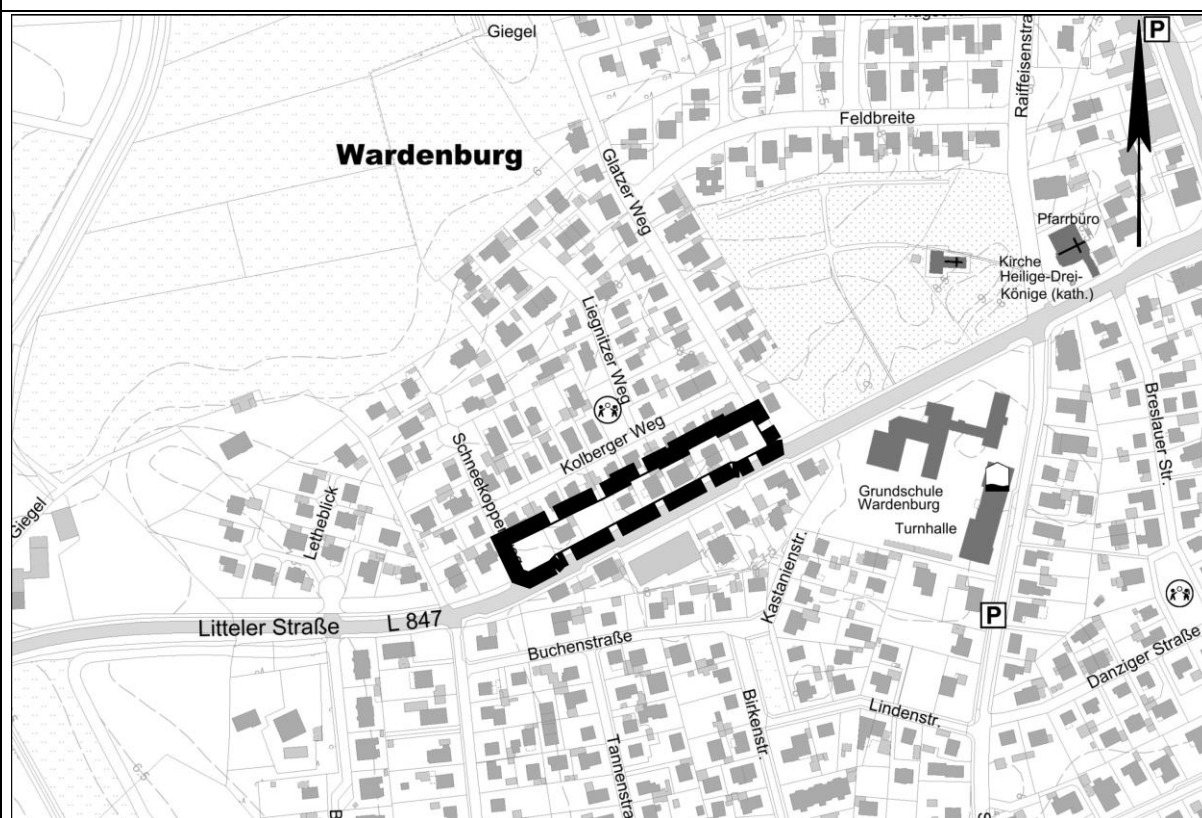 Giegel
P
Raiffeisenstra
Feldbreite
Wardenburg
Glatzer Weg
Pfarrbüro
Kirche
Heilige-Drei-
Könige (kath.)
Liegnitzer Weg
Breslauer Str.
Kolberger Weg
Schneekoppe
Grundschule
Wardenburg
Turnhalle
Giegel
Letheblick
Kastanienstr.
P
Litteler Straße L 847
Buchenstraße
Danziger Straße
Birkenstr.
Lindenstr.
Tannenstra
B
S